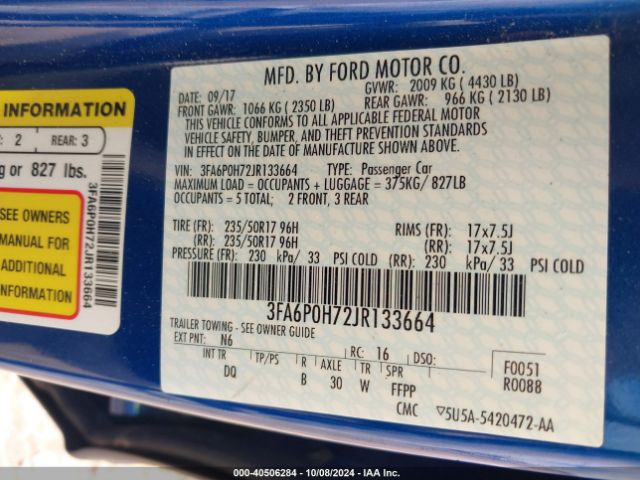 MFD. BY FORD MOTOR CO.
DATE: 09/17 GVWR: 2009 KG ( 4430 LB)
FRONT GAWR: 1066 KG ( 2350 LB) REAR GAWR: 966 KG ( 2130 LB)
THIS VEHICLE CONFORMS TO ALL APPLICABLE FEDERAL MOTOR
VEHICLE SAFETY, BUMPER, AND THEFT PREVENTION STANDARDS
IN EFFECT ON THE DATE OF MANUFACTURE SHOWN ABOVE.
VIN: 3FA6P0H72JR133664 TYPE: Passenger Car
MAXIMUM LOAD = OCCUPANTS + LUGGAGE = 375KG/ 827LB
OCCUPANTS = 5 TOTAL; 2 FRONT, 3 REAR
TIRE (FR): 235/50R17 96H RIMS (FR): 17x7.5J
(RR): 235/50R17 96H (RR): 17x7.5J
PRESSURE (FR): 230 kPa/ 33 PSI COLD (RR): 230 kPa/ 33 PSI COLD
3FA6P0H72JR133664
TRAILER TOWING - SEE OWNER GUIDE
EXT PNT: N6 RC: 16 DSO: F0051
INT TR TP/PS R AXLE TR SPR R0088
DQ B 30 W FFPP
CMC 5U5A-5420472-AA
INFORMATION
: 2 REAR: 3
g or 827 lbs.
SEE OWNERS
MANUAL FOR
ADDITIONAL
INFORMATION
3FA6P0H72JR133664
000-40506284 | 10/08/2024 | IAA Inc.